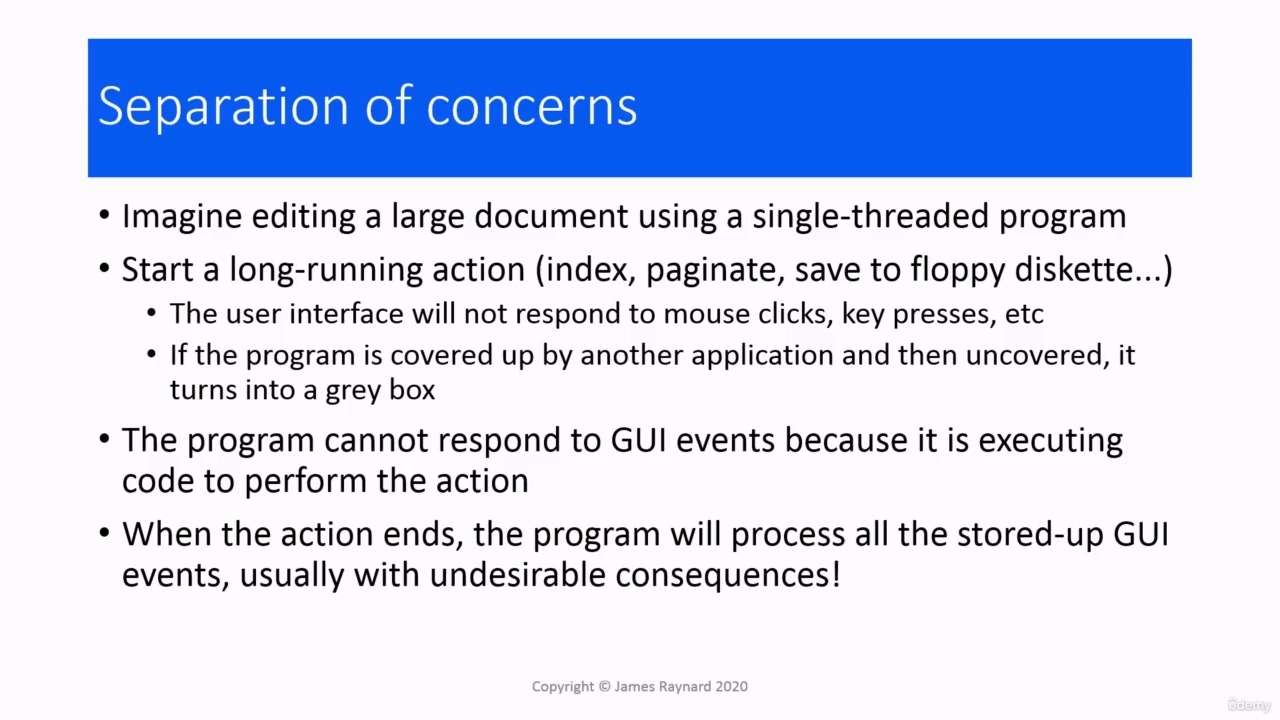 Separation of concerns
• Imagine editing a large document using a single-threaded program
• Start a long-running action (index, paginate, save to floppy diskette...)
• The user interface will not respond to mouse clicks, key presses, etc
• If the program is covered up by another application and then uncovered, it
turns into a grey box
• The program cannot respond to GUI events because it is executing
code to perform the action
• When the action ends, the program will process all the stored-up GUI
events, usually with undesirable consequences!
Copyright © James Raynard 2020
ûdemy